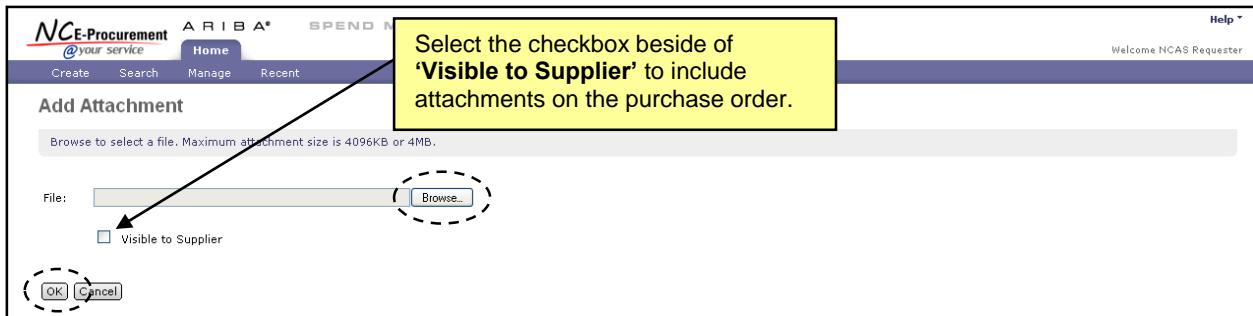 NCE-Procurement
@your service
ARIBA®
SPEND M
Help
Home
Welcome NCAS Requester
Create Search Manage Recent
Select the checkbox beside of
‘Visible to Supplier’ to include
attachments on the purchase order.
Add Attachment
Browse to select a file. Maximum attachment size is 4096KB or 4MB.
File: Browse...
Visible to Supplier
OK Cancel